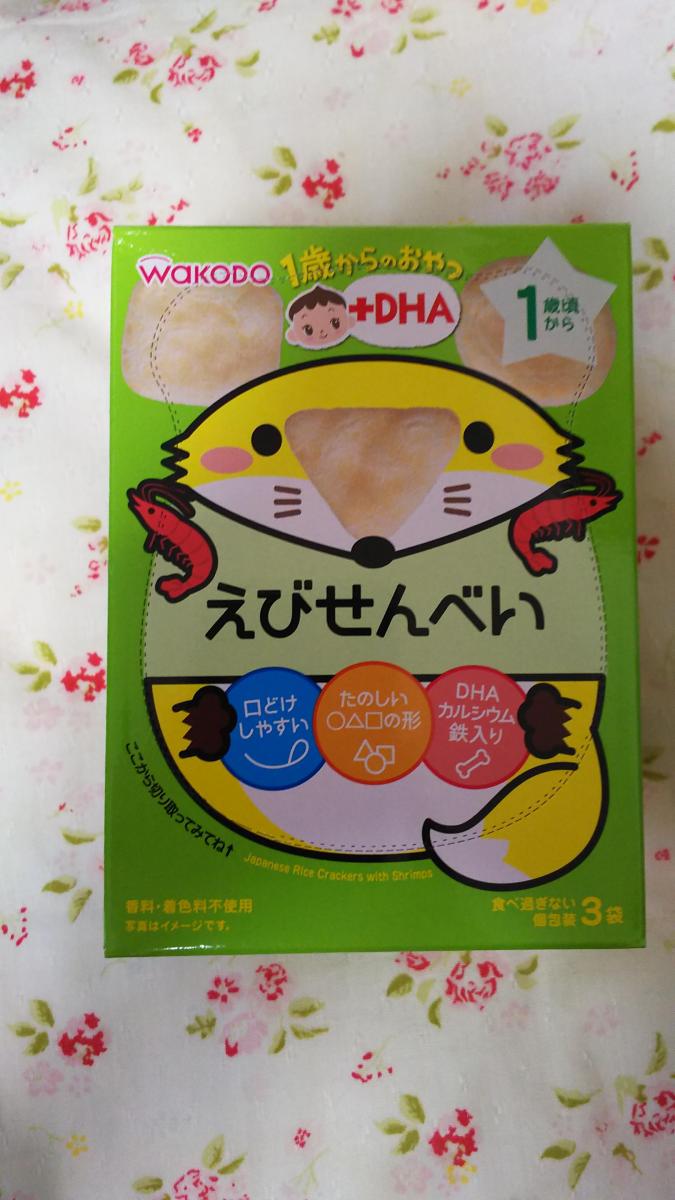 WAKODO
1歳からのおやつ
+DHA
1歳頃
から
えびせんべい
口どけ
しやすい
たのしい
○△□の形
DHA
カルシウム
鉄入り
ここから切り取ってみてね↑
Japanese Rice Crackers with Shrimps
香料・着色料不使用
写真はイメージです。
食べ過ぎない
個包装3袋